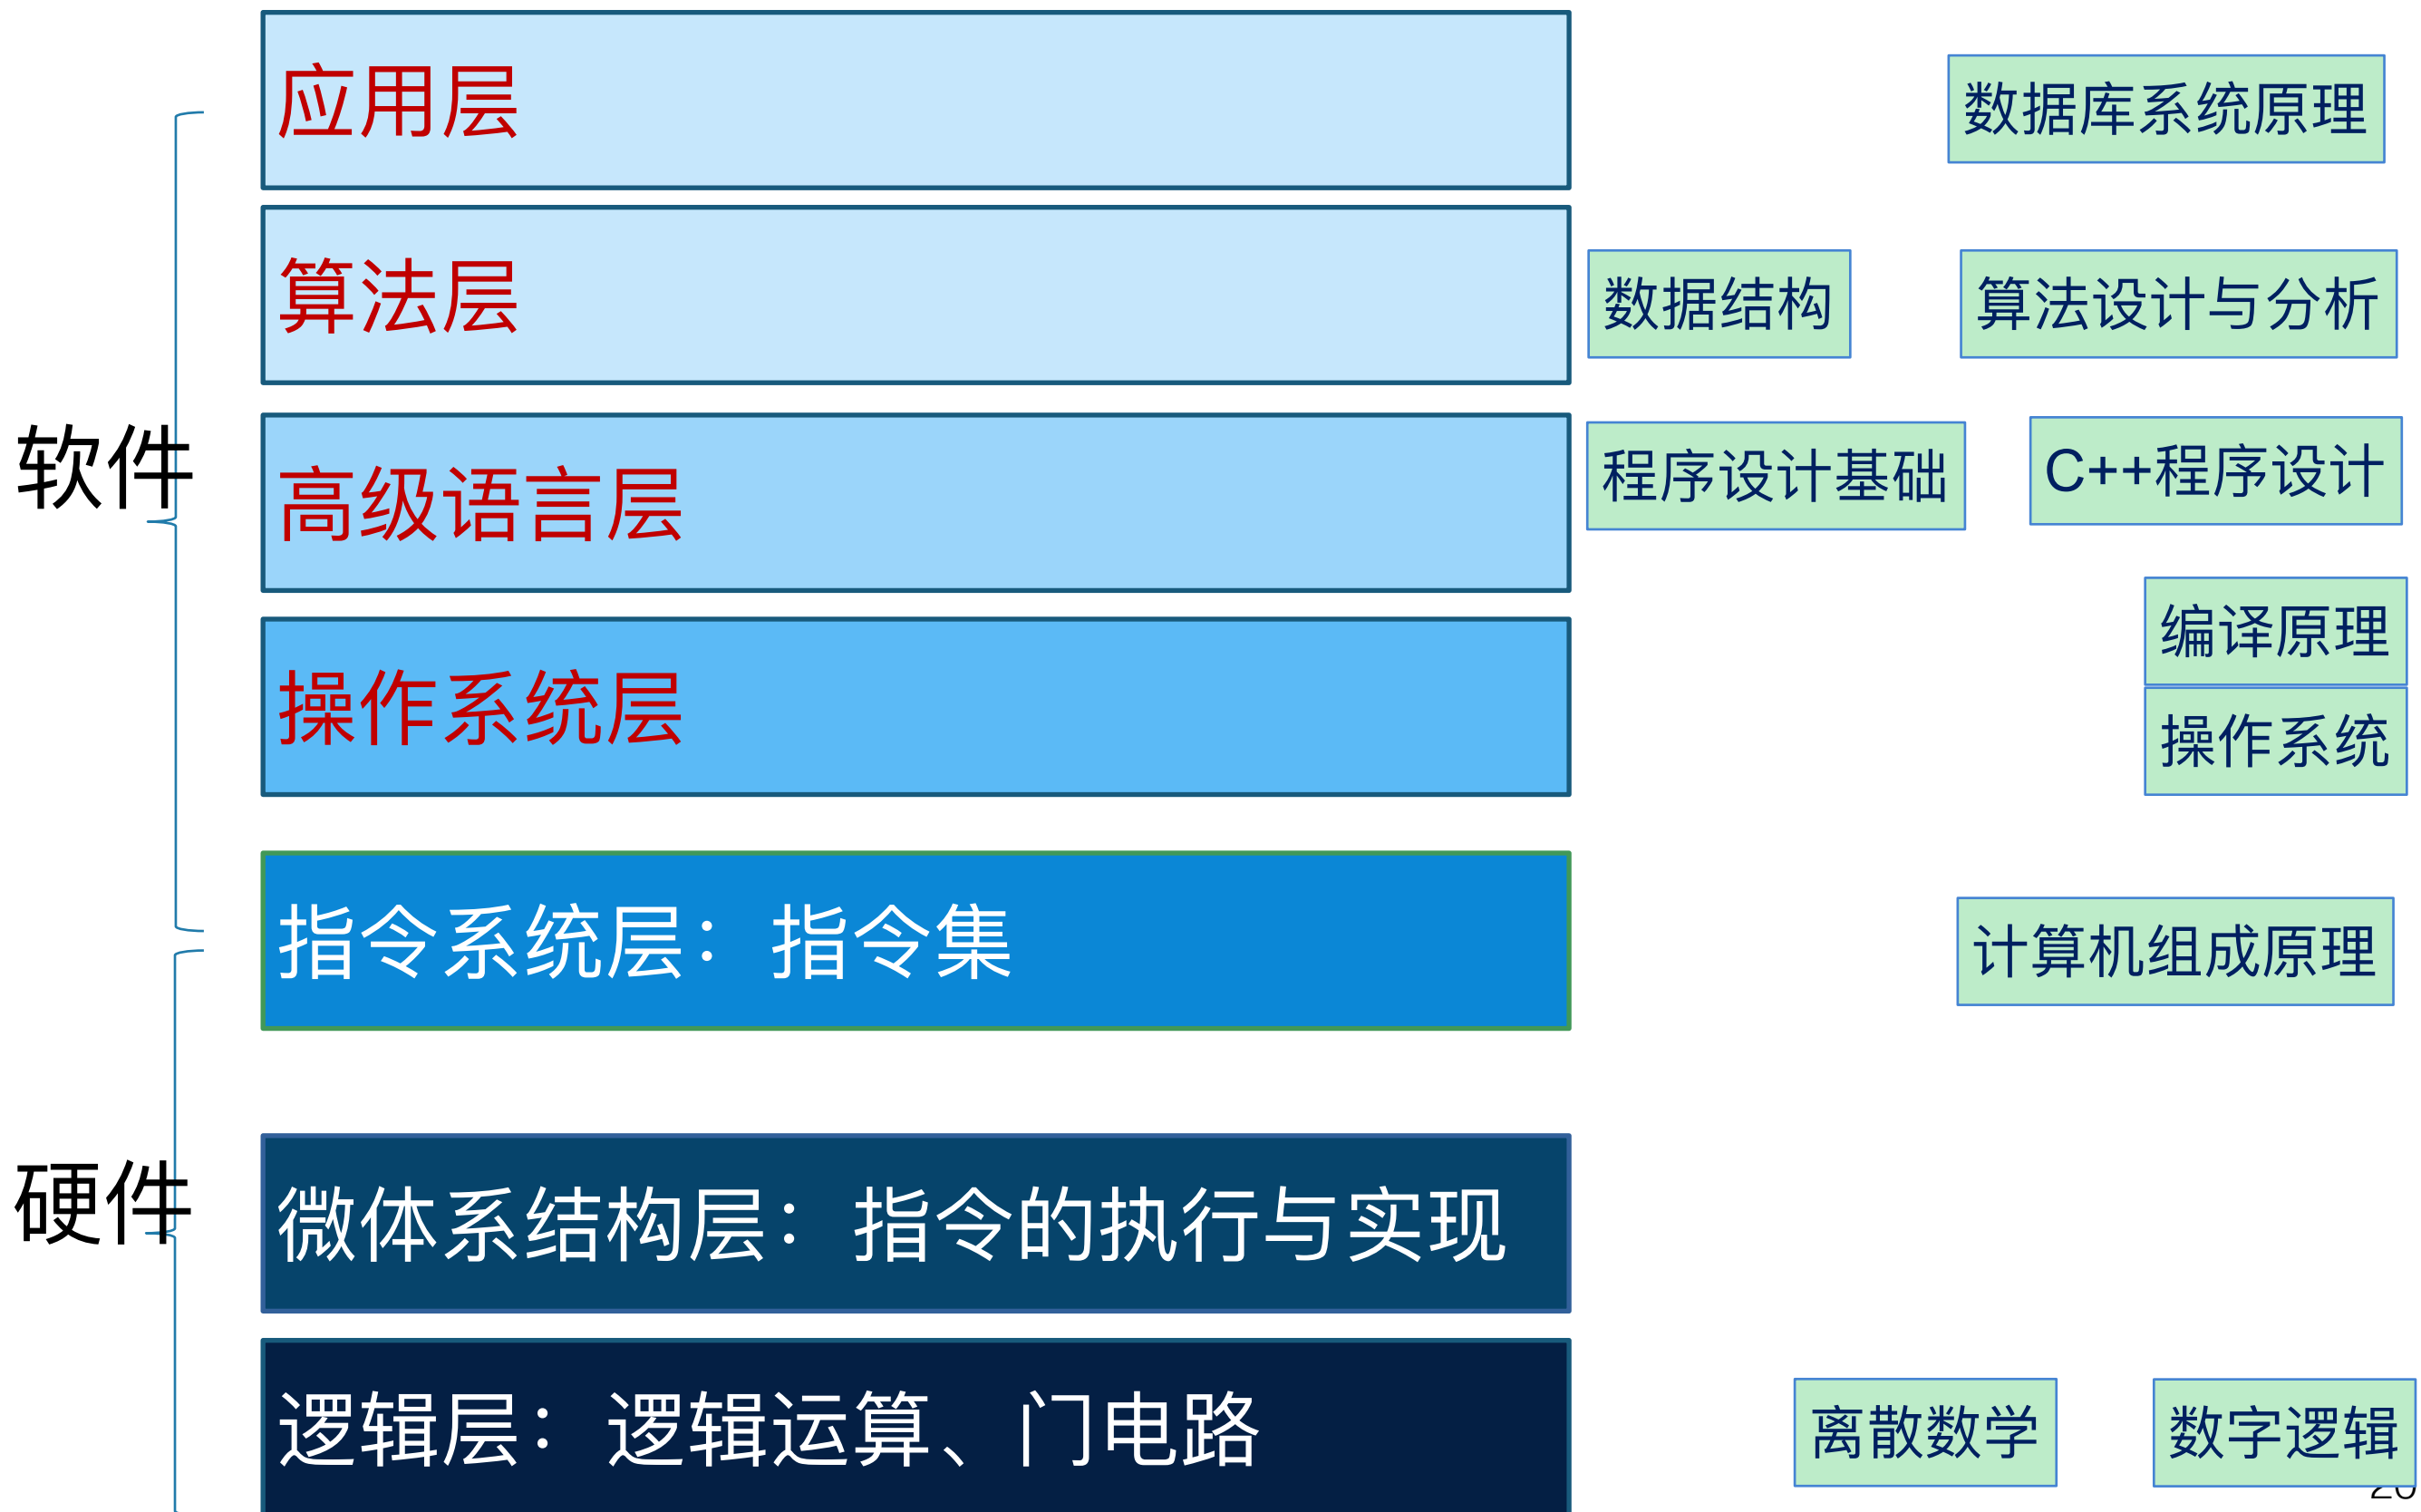 应用层
数据库系统原理
算法层
数据结构
算法设计与分析
软件
高级语言层
程序设计基础
C++程序设计
编译原理
操作系统层
操作系统
指令系统层： 指令集
计算机组成原理
硬件
微体系结构层： 指令的执行与实现
逻辑层： 逻辑运算、门电路
离散数学
数字逻辑